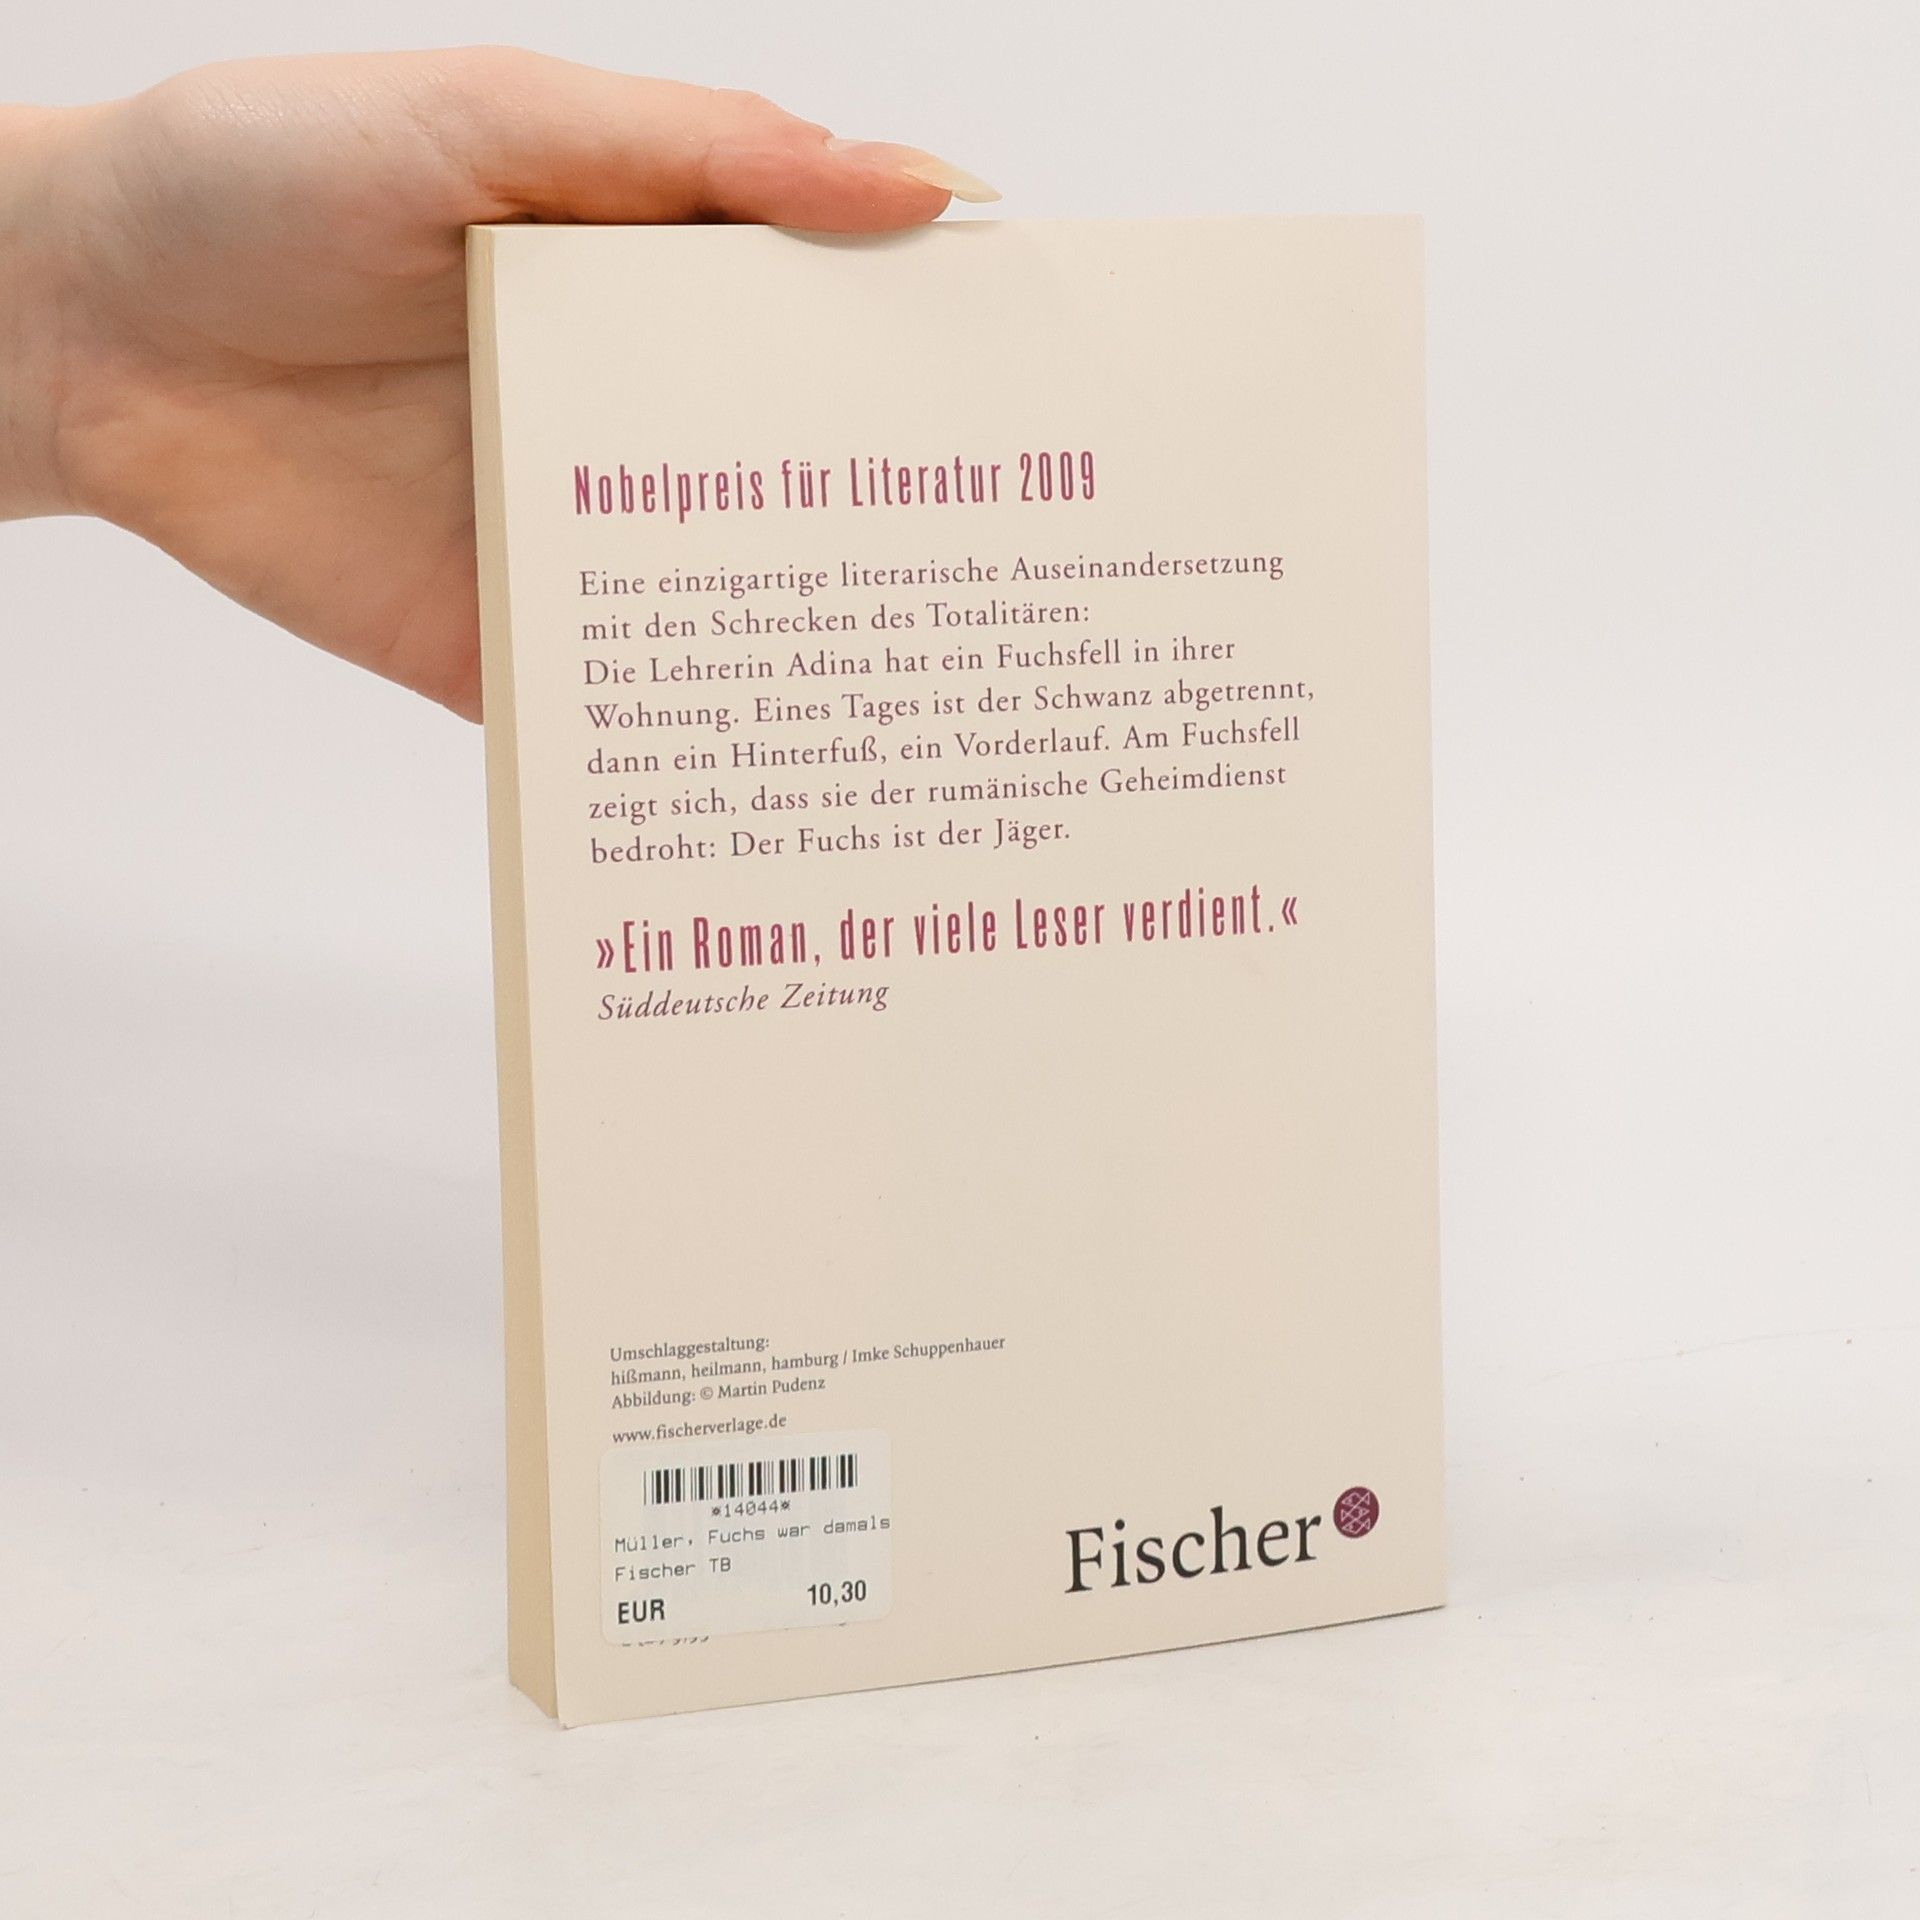 Nobelpreis für Literatur 2009
Eine einzigartige literarische Auseinandersetzung
mit den Schrecken des Totalitären:
Die Lehrerin Adina hat ein Fuchsfell in ihrer
Wohnung. Eines Tages ist der Schwanz abgetrennt,
dann ein Hinterfuß, ein Vorderlauf. Am Fuchsfell
zeigt sich, dass sie der rumänische Geheimdienst
bedroht: Der Fuchs ist der Jäger.
»Ein Roman, der viele Leser verdient.«
Süddeutsche Zeitung
Umschlaggestaltung:
hißmann, heilmann, hamburg / Imke Schuppenhauer
Abbildung: © Martin Pudenz
www.fischerverlage.de
*14044*
Müller, Fuchs war damals
Fischer TB
EUR 10,30
Fischer